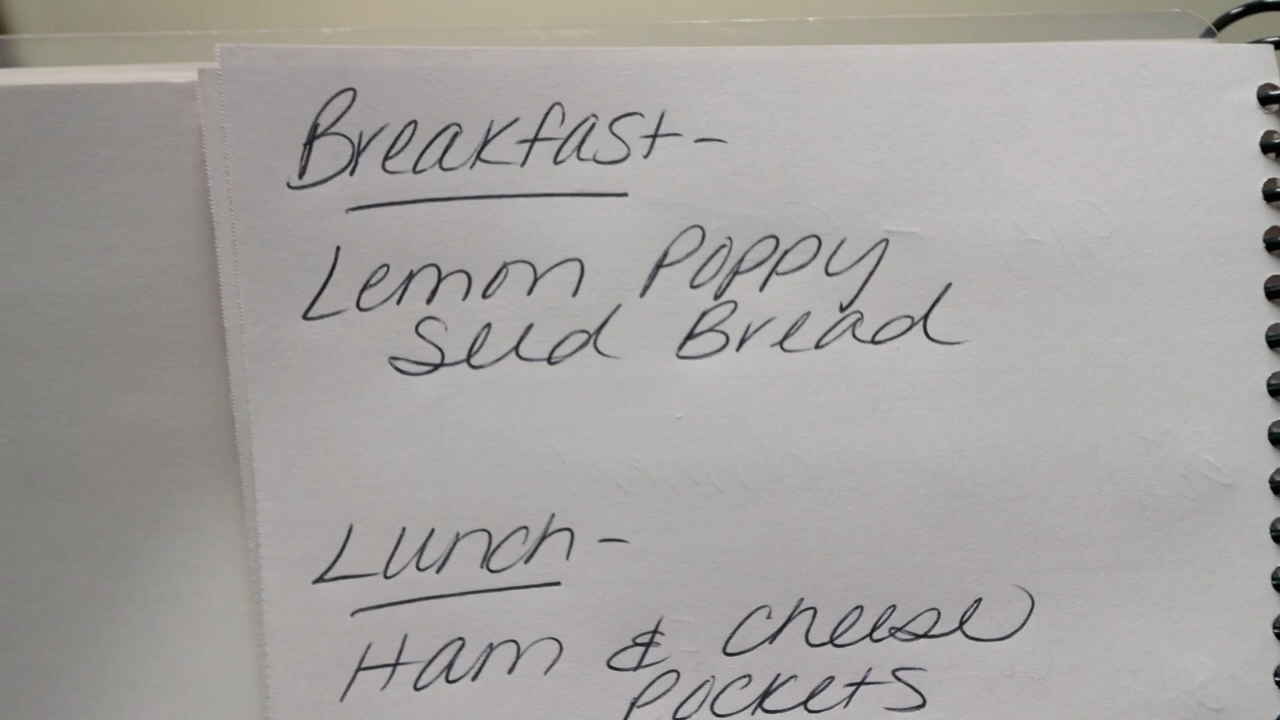 Breakfast-
Lemon Poppy
Seed Bread
Lunch-
Ham & Cheese
Pockets